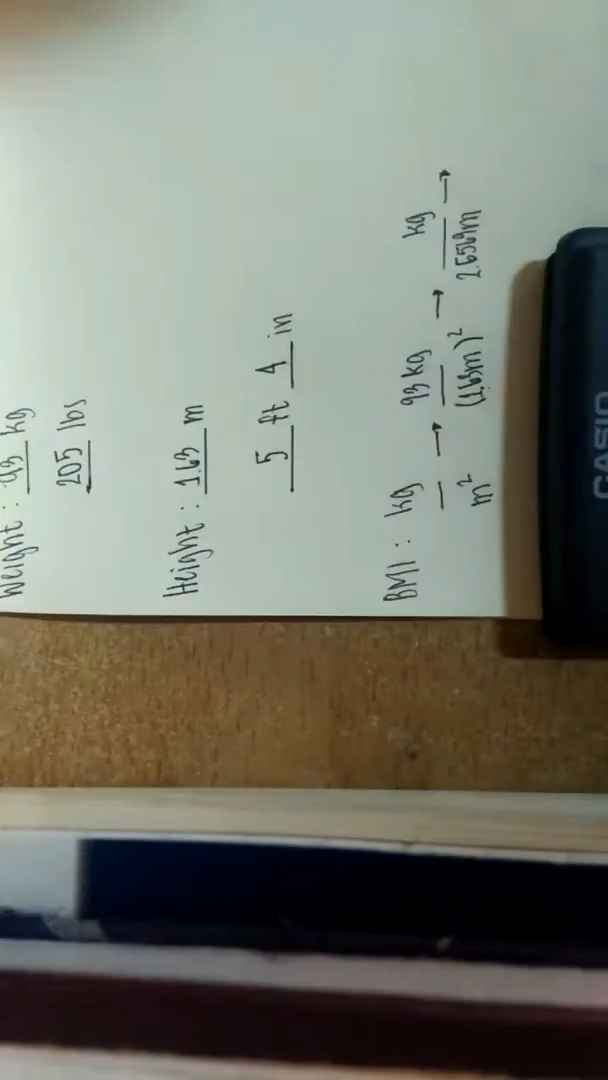 Weight : 93 kg
205 lbs
Height : 1.63 m
5 ft 4 in
BMI : kg → 93 kg → kg →
m² (1.63m)² 2.6569m
CASIO